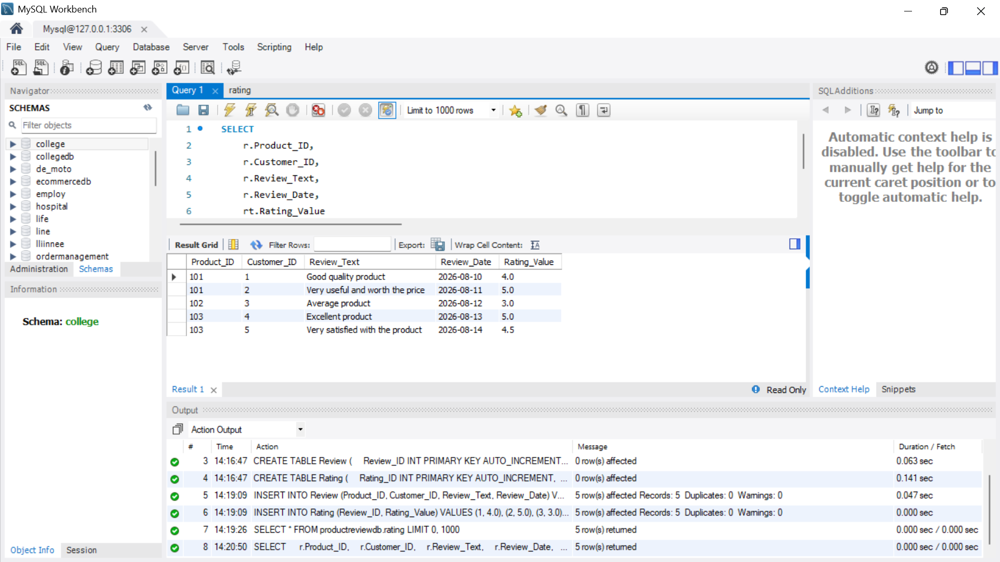 MySQL Workbench
Mysql@127.0.0.1:3306
File Edit View Query Database Server Tools Scripting Help
Navigator
SCHEMAS
Filter objects
college
collegedb
de_moto
ecommercedb
employ
hospital
life
line
lliinnee
ordermanagement
Administration Schemas
Information
Schema: college
Object Info Session
Query 1 rating
Limit to 1000 rows
1 SELECT
2 r.Product_ID,
3 r.Customer_ID,
4 r.Review_Text,
5 r.Review_Date,
6 rt.Rating_Value
Result Grid Filter Rows: Export: Wrap Cell Content:
Product_ID Customer_ID Review_Text Review_Date Rating_Value
101 1 Good quality product 2026-08-10 4.0
101 2 Very useful and worth the price 2026-08-11 5.0
102 3 Average product 2026-08-12 3.0
103 4 Excellent product 2026-08-13 5.0
103 5 Very satisfied with the product 2026-08-14 4.5
Result 1 Read Only
SQLAdditions
Jump to
Automatic context help is
disabled. Use the toolbar to
manually get help for the
current caret position or to
toggle automatic help.
Context Help Snippets
Output
Action Output
# Time Action Message Duration / Fetch
3 14:16:47 CREATE TABLE Review ( Review_ID INT PRIMARY KEY AUTO_INCREMENT... 0 row(s) affected 0.063 sec
4 14:16:47 CREATE TABLE Rating ( Rating_ID INT PRIMARY KEY AUTO_INCREMENT, ... 0 row(s) affected 0.141 sec
5 14:19:09 INSERT INTO Review (Product_ID, Customer_ID, Review_Text, Review_Date) V... 5 row(s) affected Records: 5 Duplicates: 0 Warnings: 0 0.047 sec
6 14:19:09 INSERT INTO Rating (Review_ID, Rating_Value) VALUES (1, 4.0), (2, 5.0), (3, 3.0)... 5 row(s) affected Records: 5 Duplicates: 0 Warnings: 0 0.000 sec
7 14:19:26 SELECT * FROM productreviewdb.rating LIMIT 0, 1000 5 row(s) returned 0.000 sec / 0.000 sec
8 14:20:50 SELECT r.Product_ID, r.Customer_ID, r.Review_Text, r.Review_Date, ... 5 row(s) returned 0.000 sec / 0.000 sec